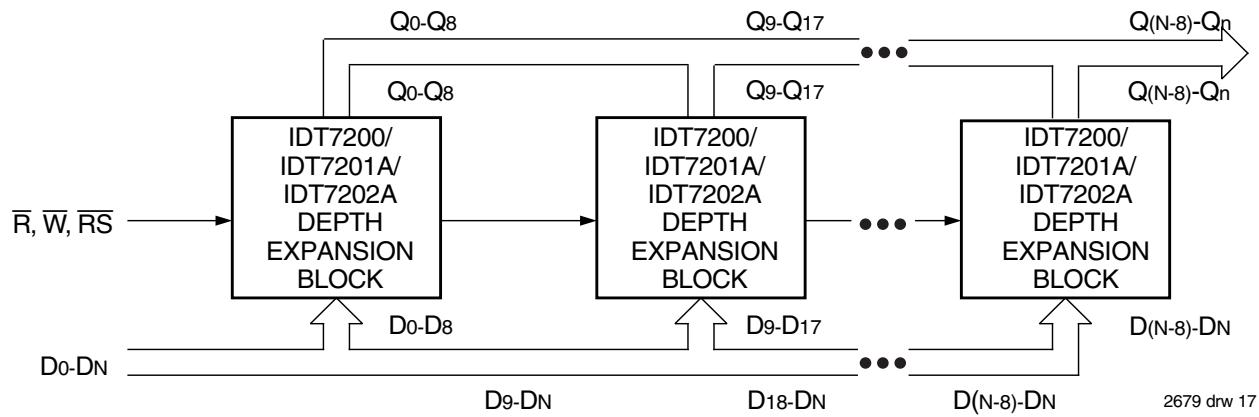 Q0-Q8 Q9-Q17 Q(N-8)-Qn
Q0-Q8 Q9-Q17 Q(N-8)-Qn
IDT7200/
IDT7201A/
IDT7202A
DEPTH
EXPANSION
BLOCK
IDT7200/
IDT7201A/
IDT7202A
DEPTH
EXPANSION
BLOCK
IDT7200/
IDT7201A/
IDT7202A
DEPTH
EXPANSION
BLOCK
R̅, W̅, R̅S̅
D0-D8 D9-D17 D(N-8)-DN
D0-DN
D9-DN D18-DN D(N-8)-DN
2679 drw 17